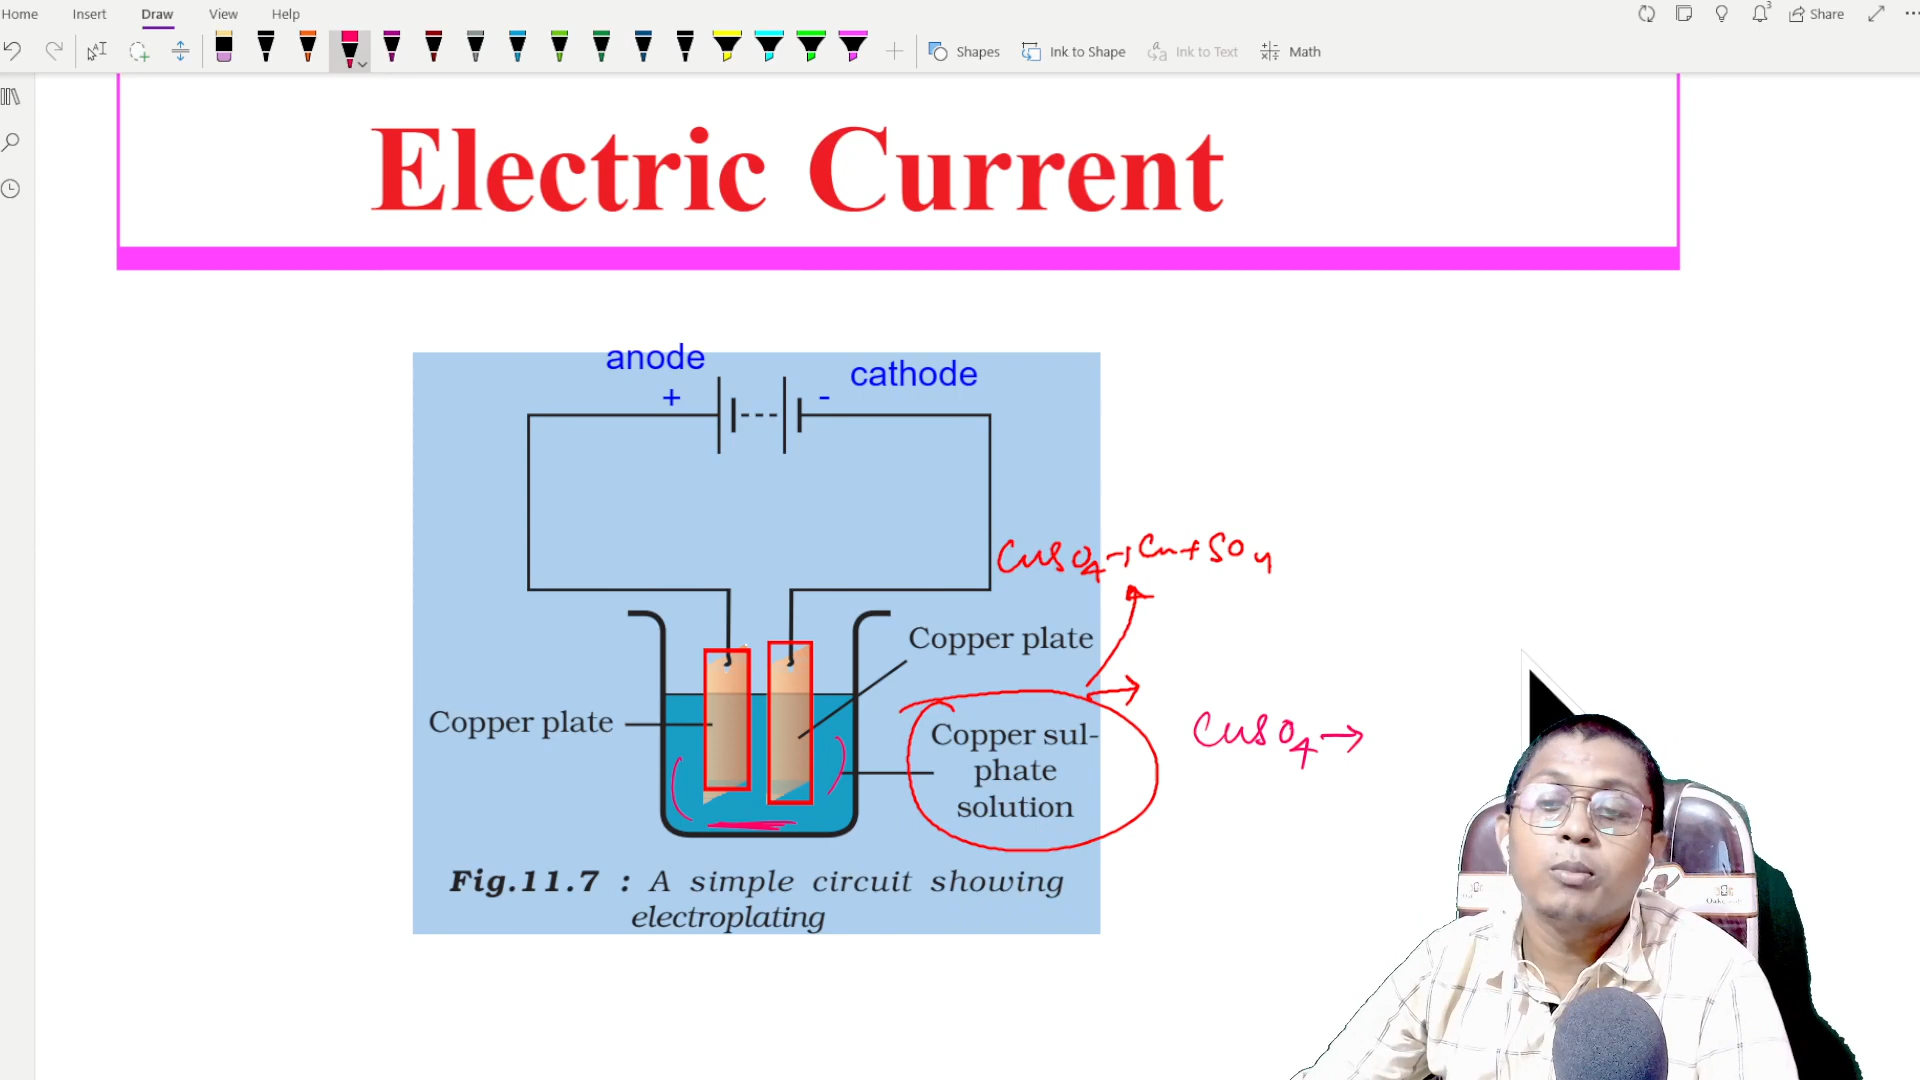 Home Insert Draw View Help
3
Share
Shapes Ink to Shape Ink to Text Math
Electric Current
anode
cathode
+ -
CuSO4→Cu+SO4
Copper plate
Copper plate
Copper sul-
phate
solution
CuSO4→
Fig.11.7 : A simple circuit showing
electroplating